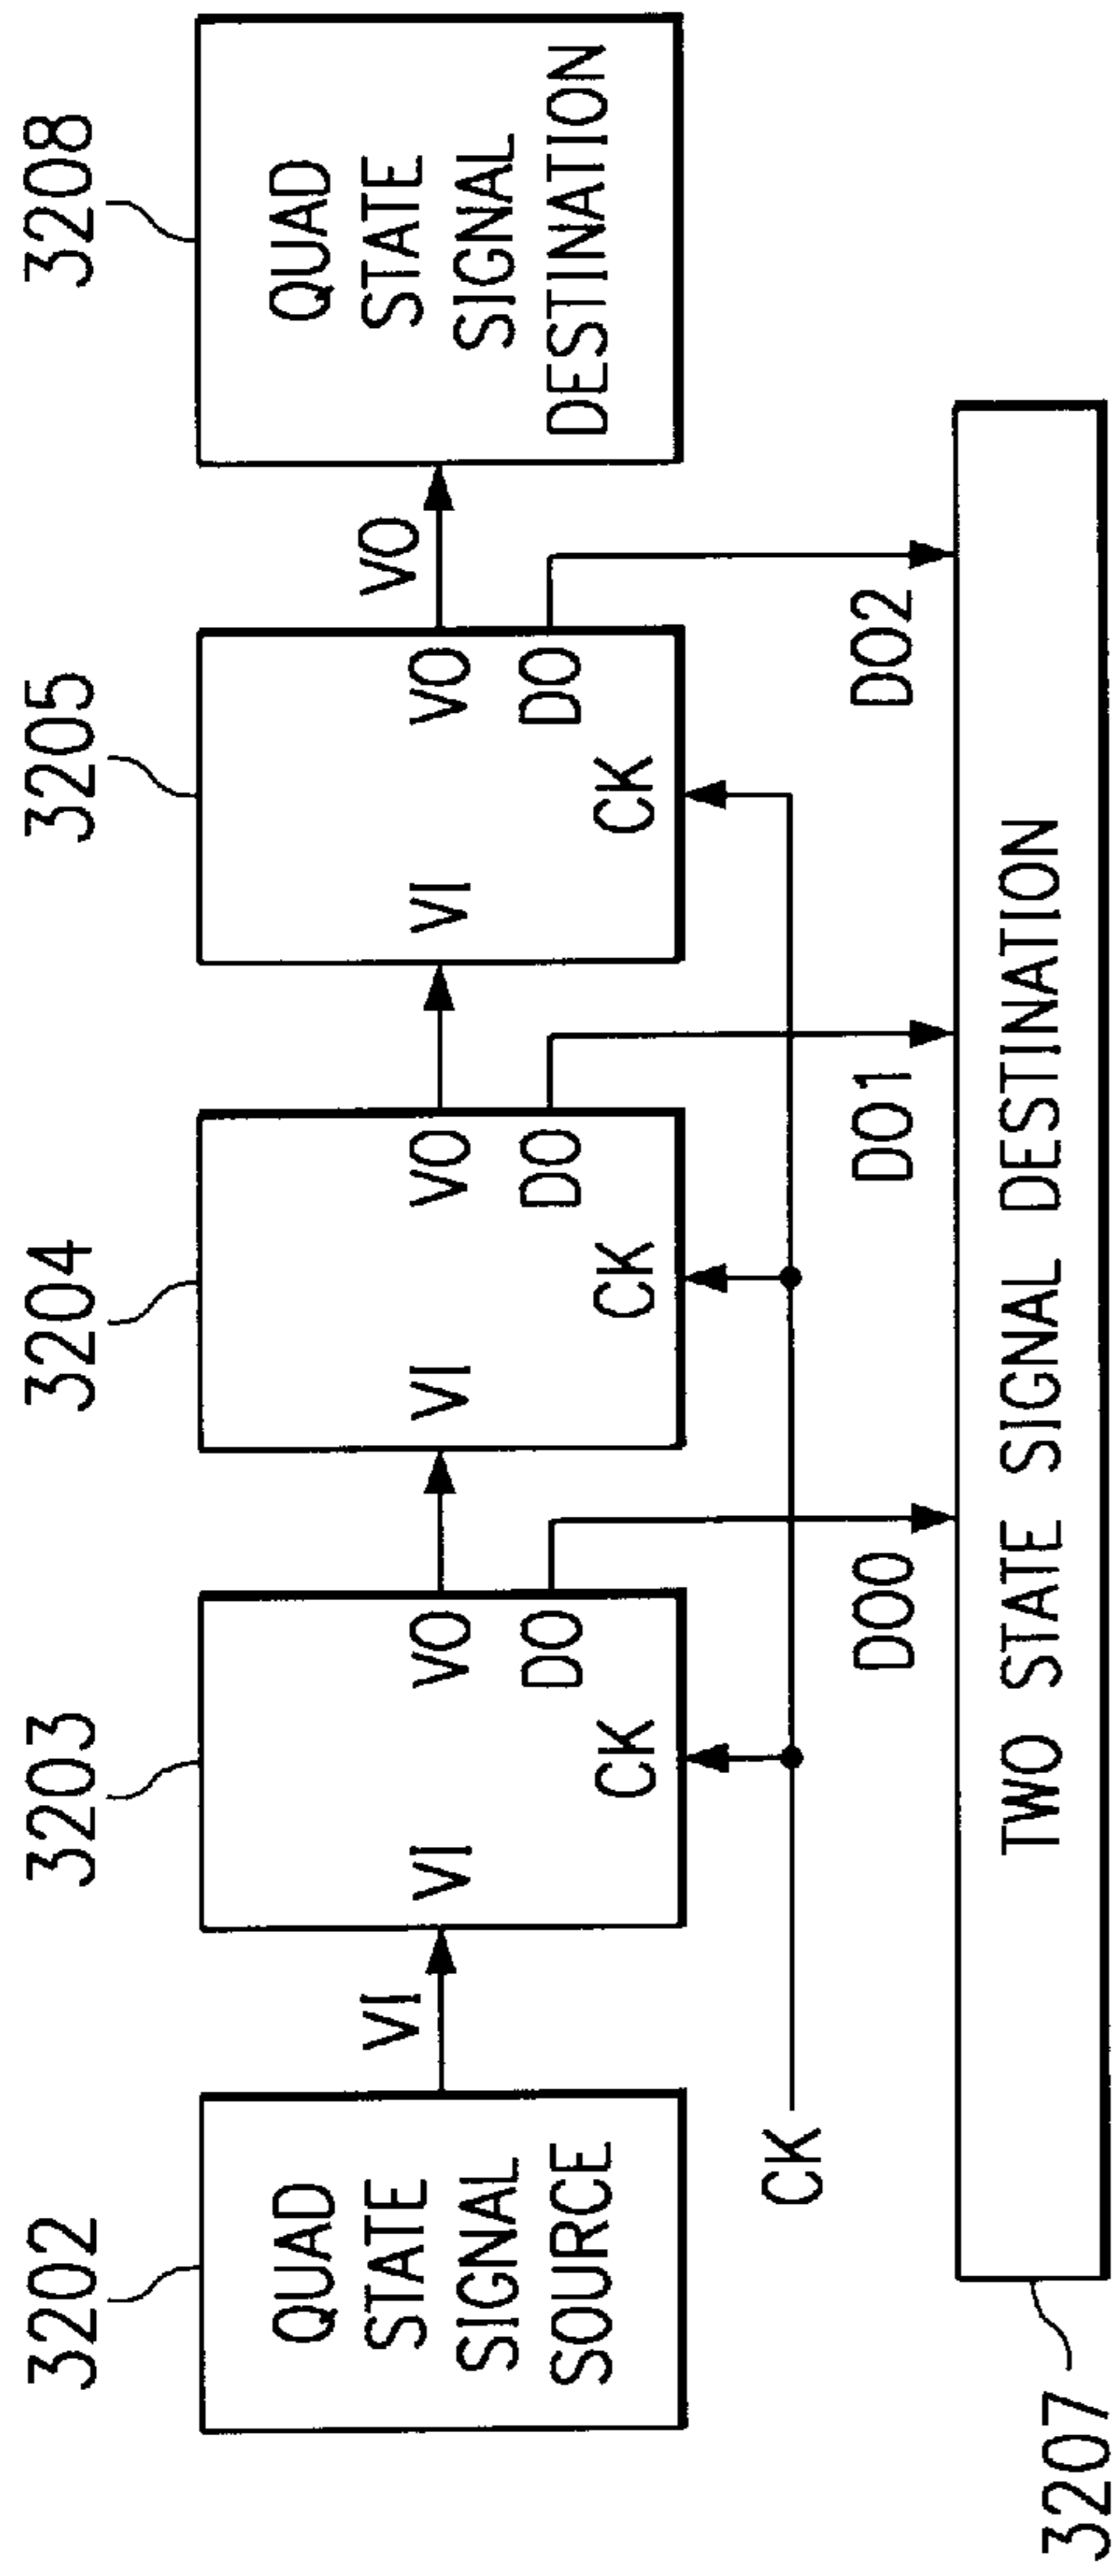 3202
3203
3204
3205
3208
QUAD
STATE
SIGNAL
SOURCE
VI
VI
VO
DO
CK
VI
VO
DO
CK
VI
VO
DO
CK
VO
QUAD
STATE
SIGNAL
DESTINATION
CK
DO0
DO1
DO2
TWO STATE SIGNAL DESTINATION
3207